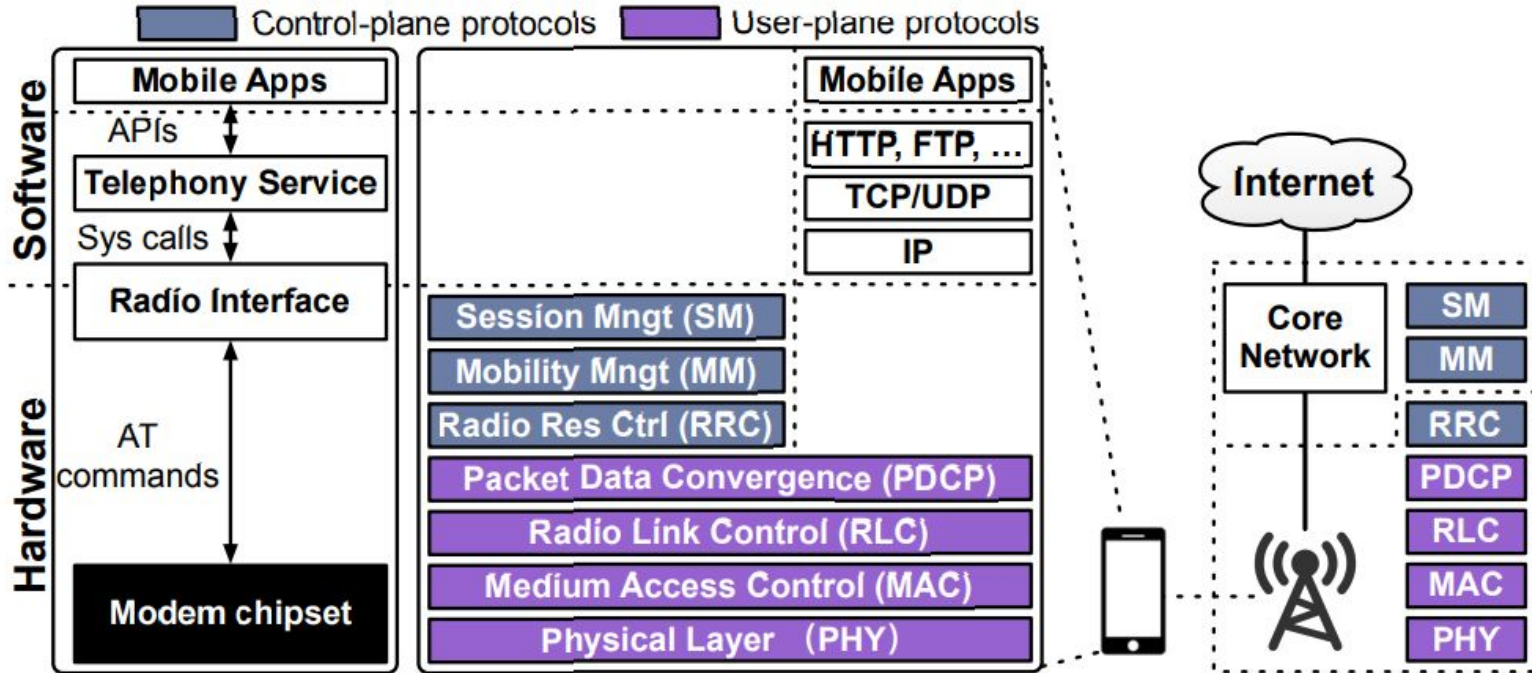 Control-plane protocols
User-plane protocols
Software
Hardware
Mobile Apps
APIs
Telephony Service
Sys calls
Radio Interface
AT
commands
Modem chipset
Mobile Apps
HTTP, FTP, ...
TCP/UDP
IP
Session Mngt (SM)
Mobility Mngt (MM)
Radio Res Ctrl (RRC)
Packet Data Convergence (PDCP)
Radio Link Control (RLC)
Medium Access Control (MAC)
Physical Layer (PHY)
Internet
Core
Network
SM
MM
RRC
PDCP
RLC
MAC
PHY